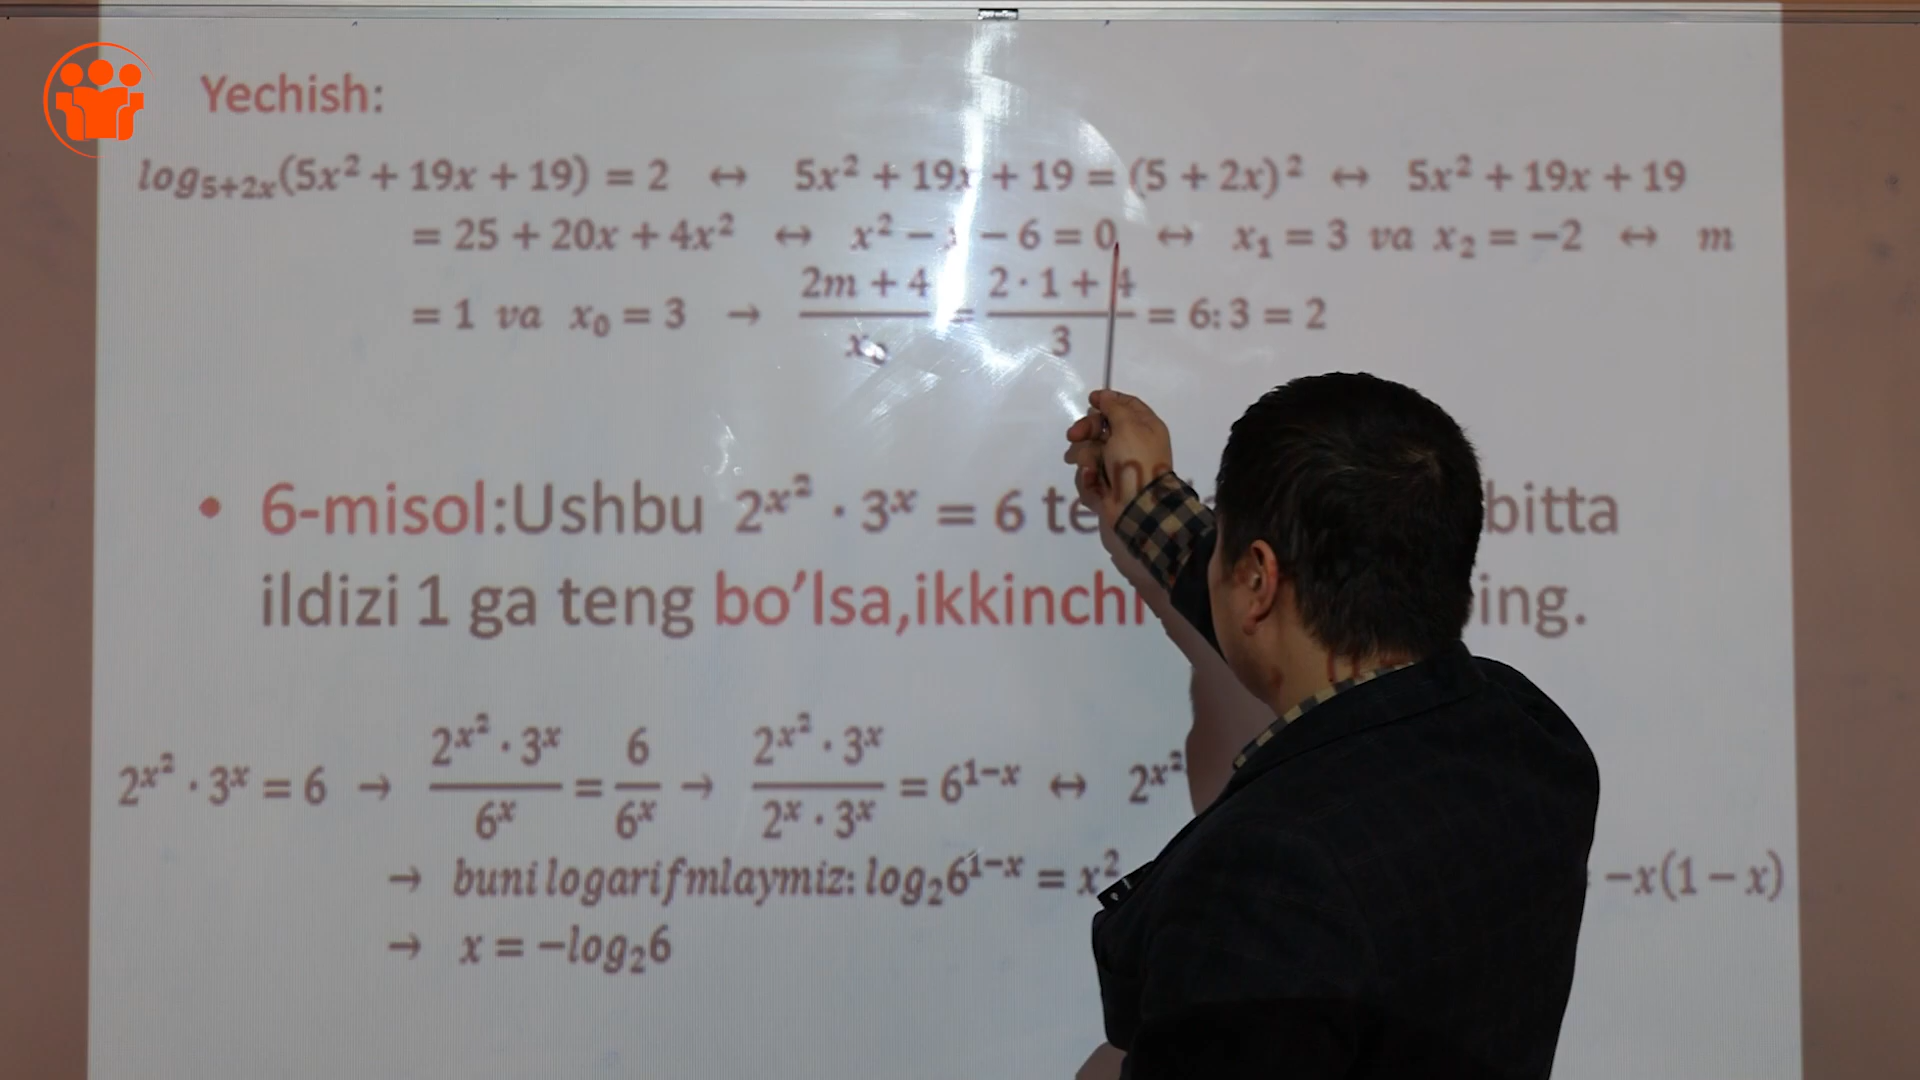 Yechish:
log₅₊₂ₓ(5x² + 19x + 19) = 2 ↔ 5x² + 19x + 19 = (5 + 2x)² ↔ 5x² + 19x + 19
= 25 + 20x + 4x² ↔ x² − x − 6 = 0 ↔ x₁ = 3 va x₂ = −2 ↔ m
= 1 va x₀ = 3 → (2m + 4)/x₀ = (2 · 1 + 4)/3 = 6:3 = 2
• 6-misol:Ushbu 2^(x²) · 3^x = 6 bitta
ildizi 1 ga teng bo’lsa,ikkinchi
2^(x²) · 3^x = 6 → (2^(x²) · 3^x)/6^x = 6/6^x → (2^(x²) · 3^x)/(2^x · 3^x) = 6^(1−x) ↔ 2^(x²)
→ buni logarifmlaymiz: log₂6^(1−x) = x² −x(1 − x)
→ x = −log₂6